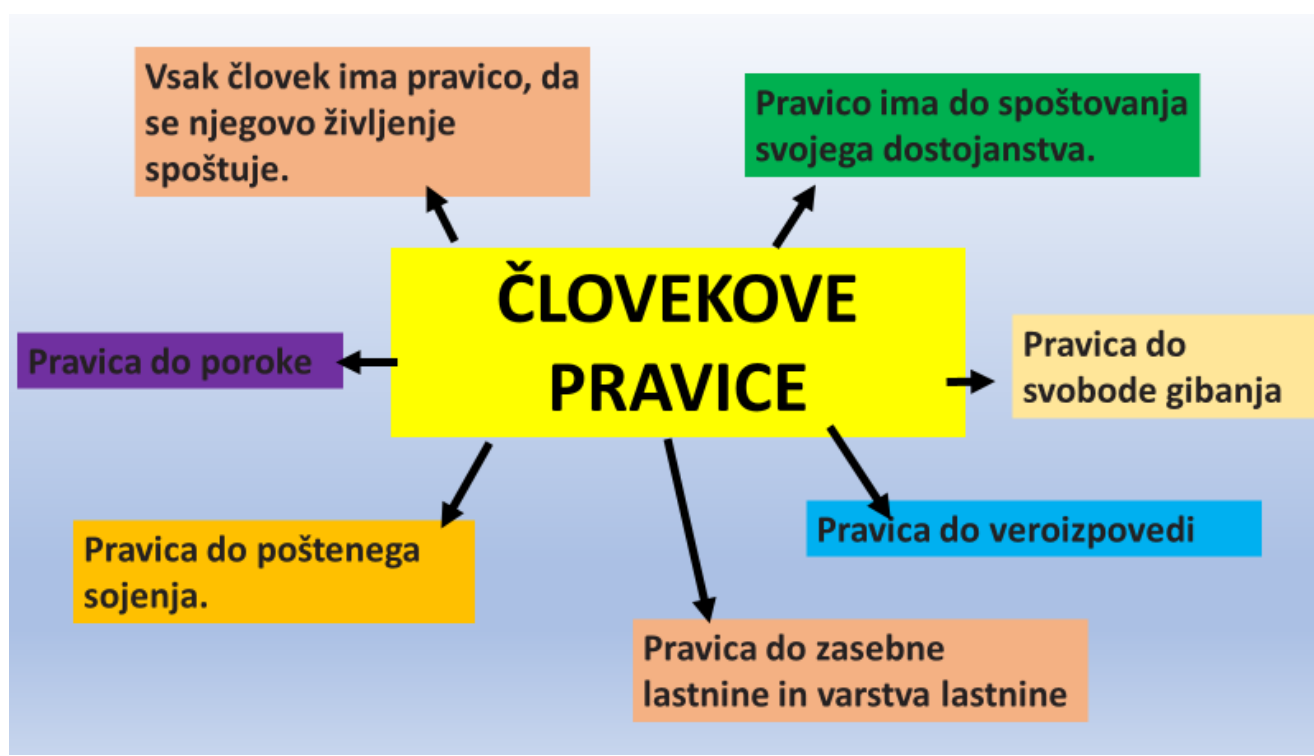 Vsak človek ima pravico, da
se njegovo življenje
spoštuje.
Pravico ima do spoštovanja
svojega dostojanstva.
ČLOVEKOVE
PRAVICE
Pravica do poroke
Pravica do
svobode gibanja
Pravica do veroizpovedi
Pravica do poštenega
sojenja.
Pravica do zasebne
lastnine in varstva lastnine